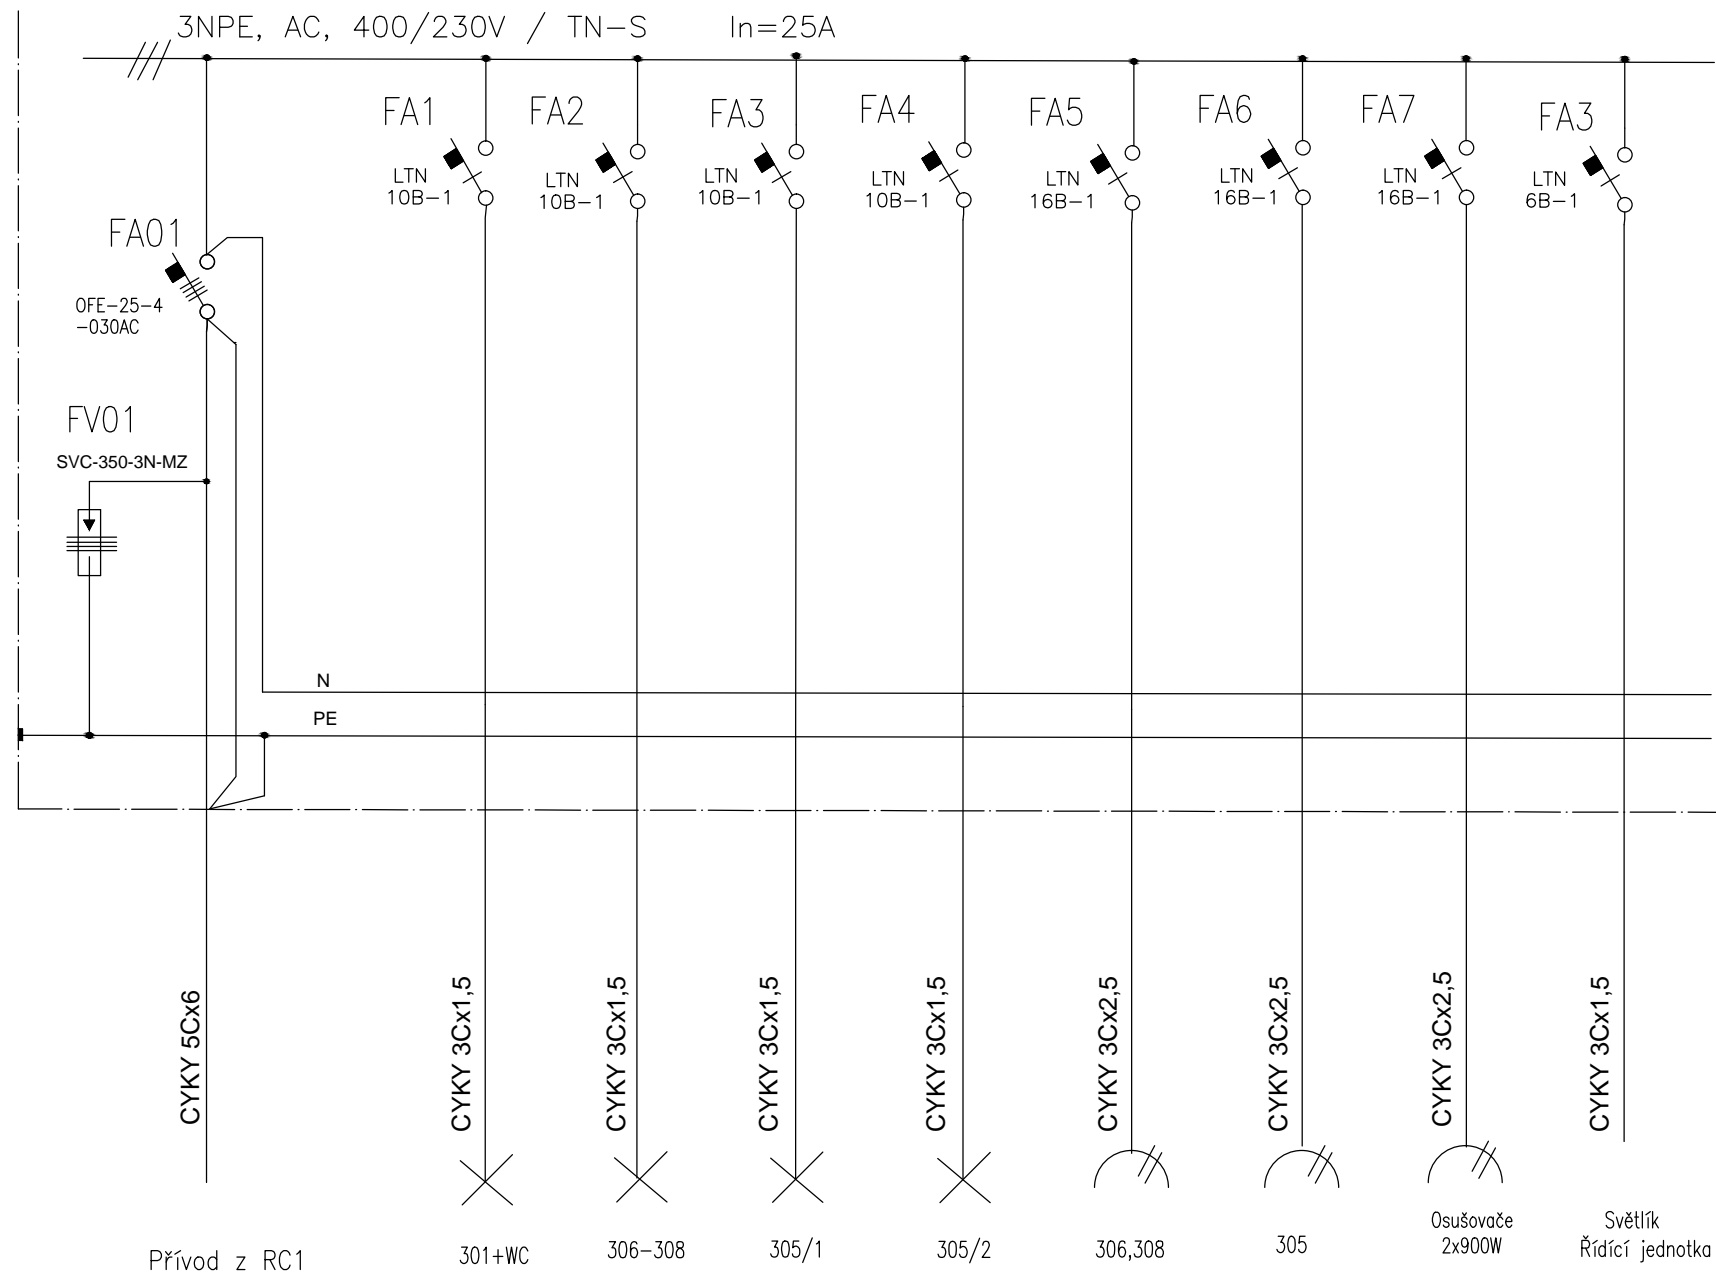 3NPE, AC, 400/230V / TN-S In=25A
FA1
FA2
FA3
FA4
FA5
FA6
FA7
FA3
LTN
10B-1
LTN
10B-1
LTN
10B-1
LTN
10B-1
LTN
16B-1
LTN
16B-1
LTN
16B-1
LTN
6B-1
FA01
OFE-25-4
-030AC
FV01
SVC-350-3N-MZ
N
PE
CYKY 5Cx6
CYKY 3Cx1,5
CYKY 3Cx1,5
CYKY 3Cx1,5
CYKY 3Cx1,5
CYKY 3Cx2,5
CYKY 3Cx2,5
CYKY 3Cx2,5
CYKY 3Cx1,5
Přívod z RC1
301+WC
306-308
305/1
305/2
306,308
305
Osušovače
2x900W
Světlík
Řídící jednotka